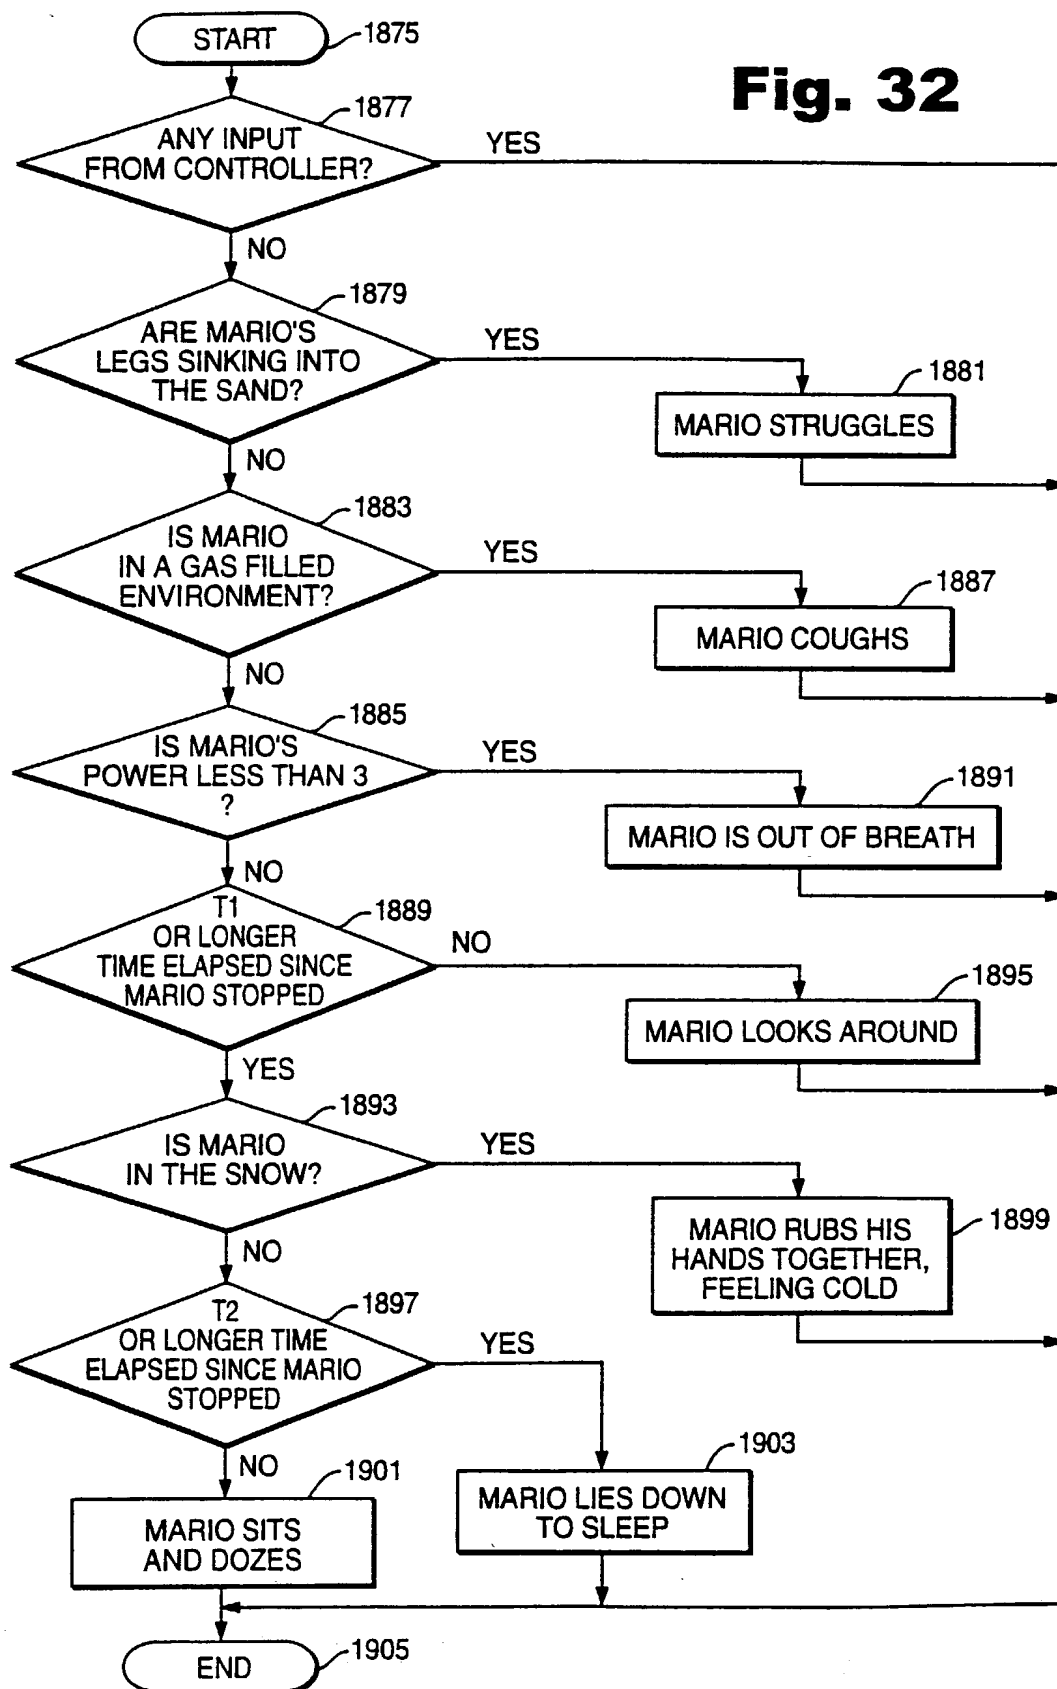 START
1875
Fig. 32
1877
ANY INPUT
FROM CONTROLLER?
YES
NO
1879
ARE MARIO'S
LEGS SINKING INTO
THE SAND?
YES
1881
MARIO STRUGGLES
NO
1883
IS MARIO
IN A GAS FILLED
ENVIRONMENT?
YES
1887
MARIO COUGHS
NO
1885
IS MARIO'S
POWER LESS THAN 3
?
YES
1891
MARIO IS OUT OF BREATH
NO
1889
T1
OR LONGER
TIME ELAPSED SINCE
MARIO STOPPED
NO
1895
MARIO LOOKS AROUND
YES
1893
IS MARIO
IN THE SNOW?
YES
1899
MARIO RUBS HIS
HANDS TOGETHER,
FEELING COLD
NO
1897
T2
OR LONGER TIME
ELAPSED SINCE MARIO
STOPPED
YES
1903
MARIO LIES DOWN
TO SLEEP
NO
1901
MARIO SITS
AND DOZES
END
1905